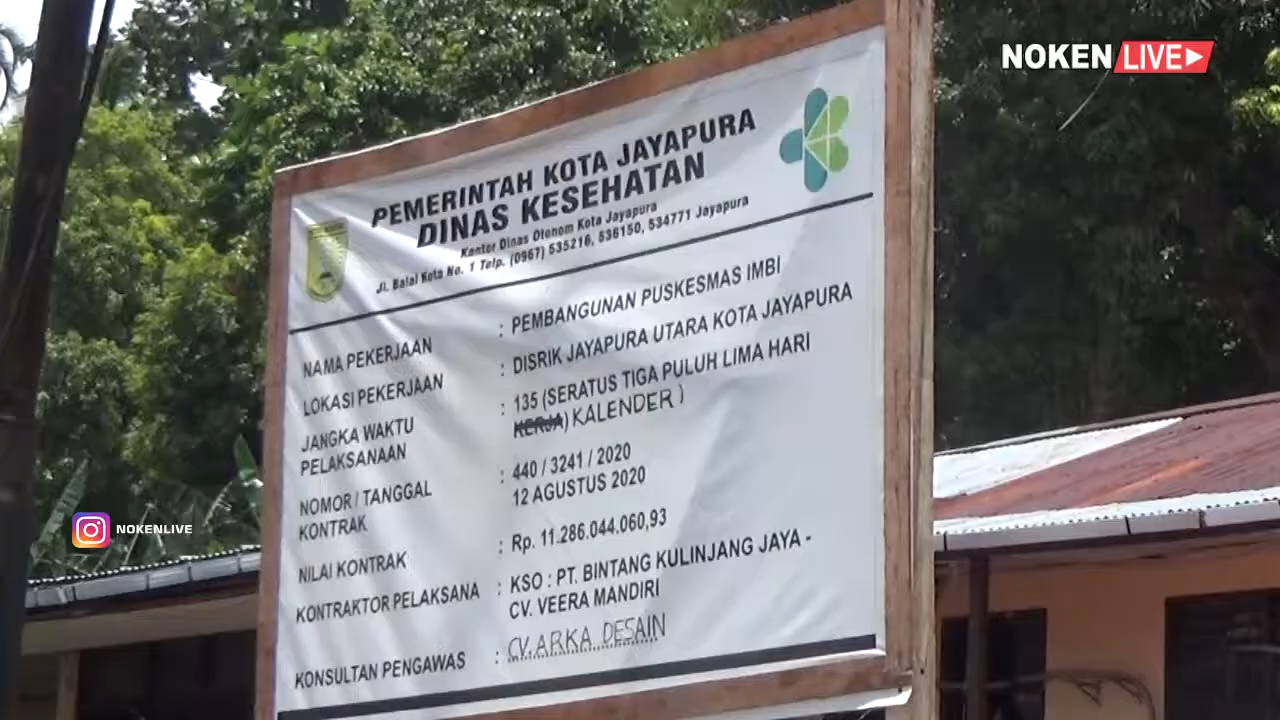 NOKEN LIVE
PEMERINTAH KOTA JAYAPURA
DINAS KESEHATAN
Kantor Dinas Otonom Kota Jayapura
Jl. Balai Kota No. 1 Telp. (0967) 535216, 536150, 534771 Jayapura
NAMA PEKERJAAN : PEMBANGUNAN PUSKESMAS IMBI
LOKASI PEKERJAAN : DISRIK JAYAPURA UTARA KOTA JAYAPURA
JANGKA WAKTU : 135 (SERATUS TIGA PULUH LIMA HARI
PELAKSANAAN KERJA) KALENDER )
NOMOR / TANGGAL : 440 / 3241 / 2020
KONTRAK 12 AGUSTUS 2020
NILAI KONTRAK : Rp. 11.286.044.060,93
KONTRAKTOR PELAKSANA : KSO : PT. BINTANG KULINJANG JAYA -
CV. VEERA MANDIRI
KONSULTAN PENGAWAS : CV. ARKA DESAIN
NOKENLIVE